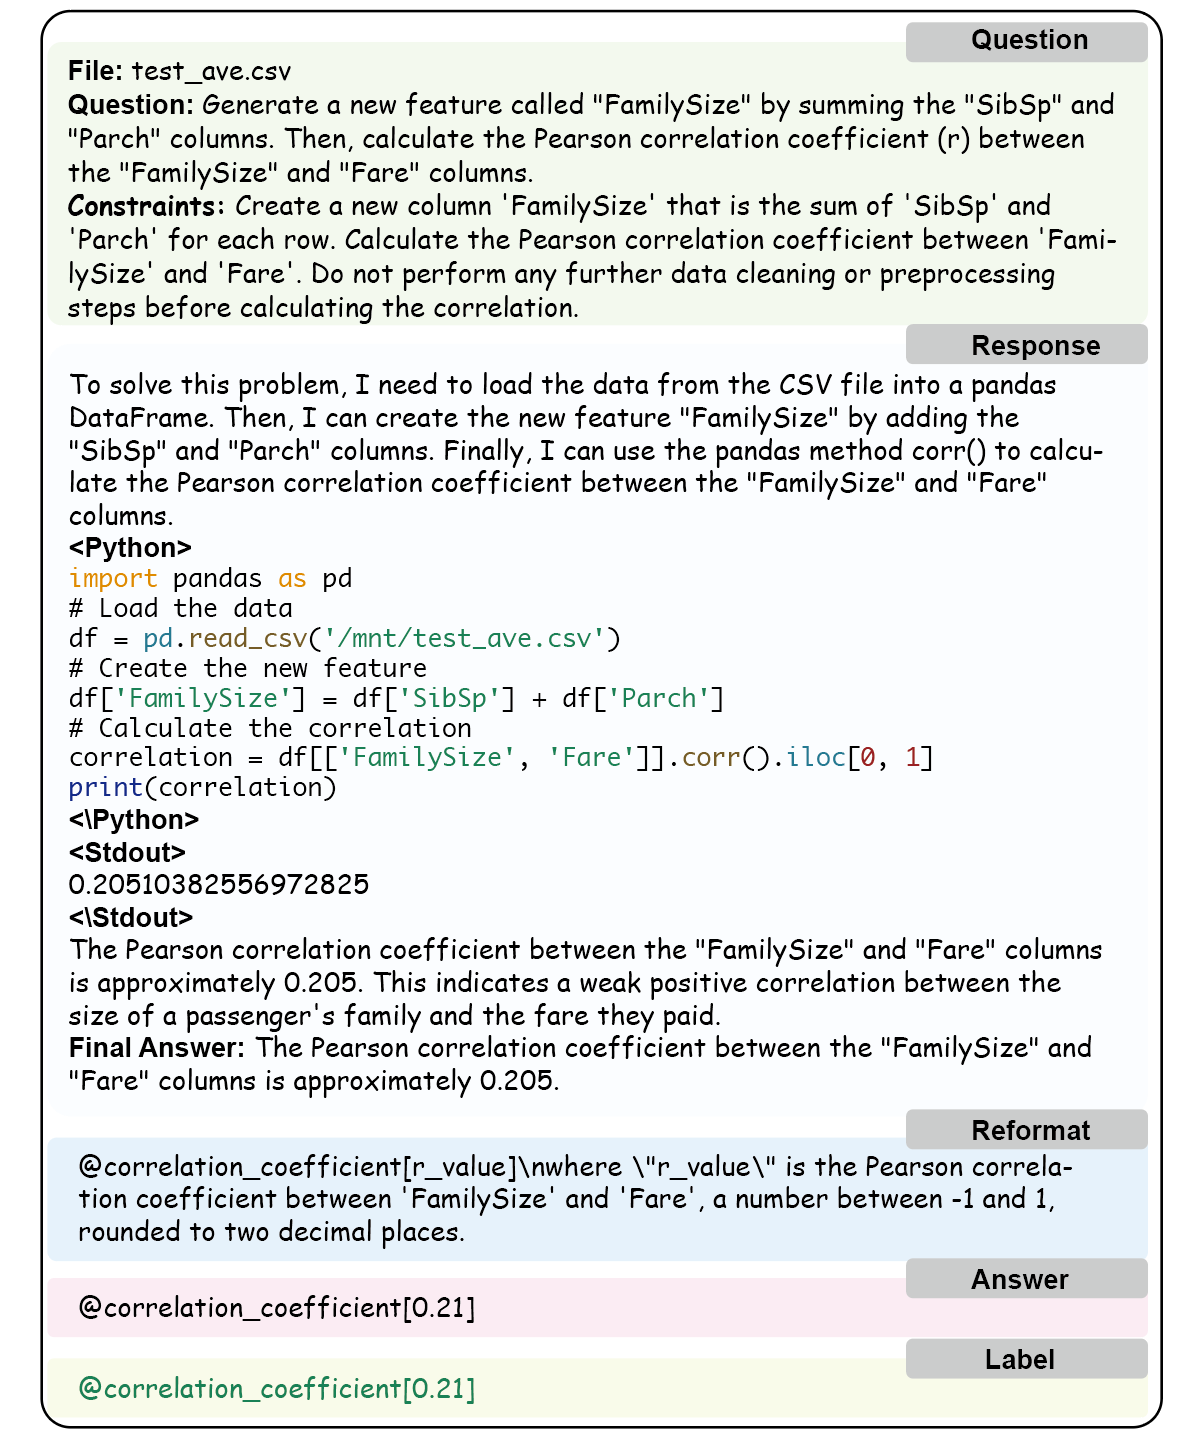 Question
File: test_ave.csv
Question: Generate a new feature called "FamilySize" by summing the "SibSp" and
"Parch" columns. Then, calculate the Pearson correlation coefficient (r) between
the "FamilySize" and "Fare" columns.
Constraints: Create a new column 'FamilySize' that is the sum of 'SibSp' and
'Parch' for each row. Calculate the Pearson correlation coefficient between 'Fami-
lySize' and 'Fare'. Do not perform any further data cleaning or preprocessing
steps before calculating the correlation.
Response
To solve this problem, I need to load the data from the CSV file into a pandas
DataFrame. Then, I can create the new feature "FamilySize" by adding the
"SibSp" and "Parch" columns. Finally, I can use the pandas method corr() to calcu-
late the Pearson correlation coefficient between the "FamilySize" and "Fare"
columns.
<Python>
import pandas as pd
# Load the data
df = pd.read_csv('/mnt/test_ave.csv')
# Create the new feature
df['FamilySize'] = df['SibSp'] + df['Parch']
# Calculate the correlation
correlation = df[['FamilySize', 'Fare']].corr().iloc[0, 1]
print(correlation)
<\Python>
<Stdout>
0.20510382556972825
<\Stdout>
The Pearson correlation coefficient between the "FamilySize" and "Fare" columns
is approximately 0.205. This indicates a weak positive correlation between the
size of a passenger's family and the fare they paid.
Final Answer: The Pearson correlation coefficient between the "FamilySize" and
"Fare" columns is approximately 0.205.
Reformat
@correlation_coefficient[r_value]\nwhere \"r_value\" is the Pearson correla-
tion coefficient between 'FamilySize' and 'Fare', a number between -1 and 1,
rounded to two decimal places.
Answer
@correlation_coefficient[0.21]
Label
@correlation_coefficient[0.21]